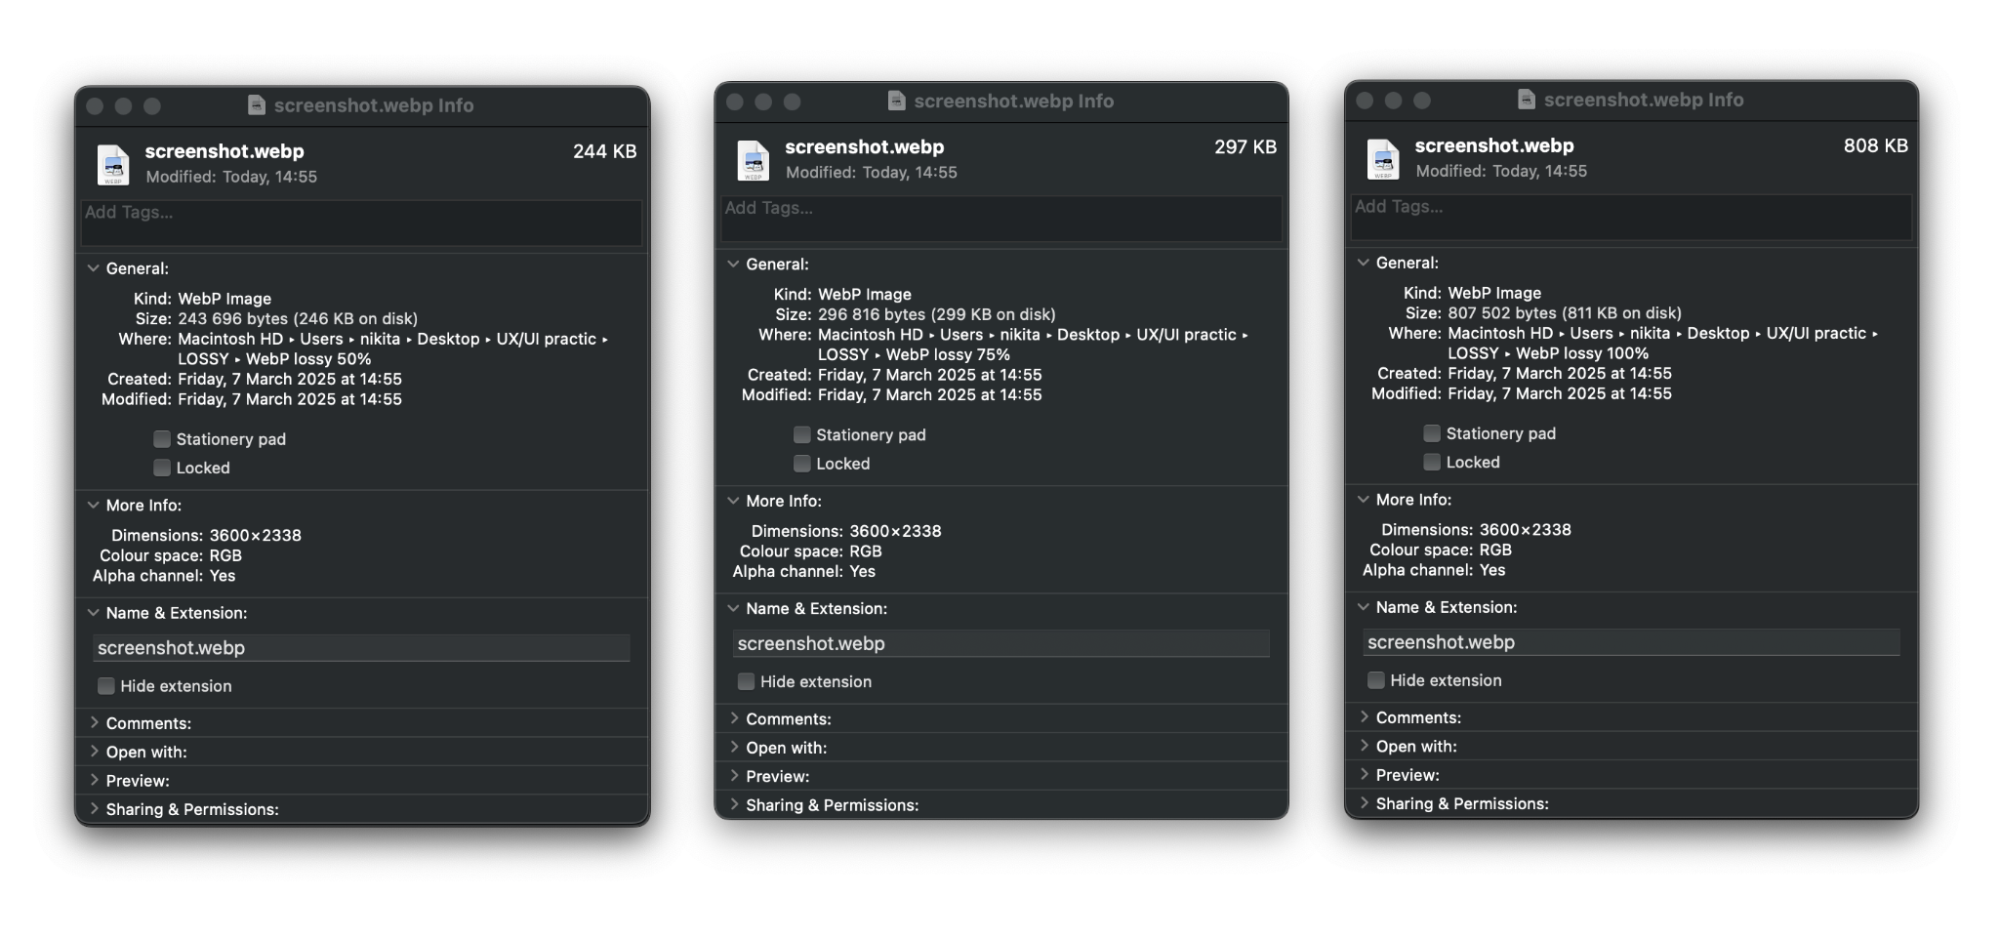 screenshot.webp Info
screenshot.webp
244 KB
Modified: Today, 14:55
Add Tags...
General:
Kind: WebP Image
Size: 243 696 bytes (246 KB on disk)
Where: Macintosh HD ▸ Users ▸ nikita ▸ Desktop ▸ UX/UI practic ▸
LOSSY ▸ WebP lossy 50%
Created: Friday, 7 March 2025 at 14:55
Modified: Friday, 7 March 2025 at 14:55
Stationery pad
Locked
More Info:
Dimensions: 3600×2338
Colour space: RGB
Alpha channel: Yes
Name & Extension:
screenshot.webp
Hide extension
Comments:
Open with:
Preview:
Sharing & Permissions:
screenshot.webp Info
screenshot.webp
297 KB
Modified: Today, 14:55
Add Tags...
General:
Kind: WebP Image
Size: 296 816 bytes (299 KB on disk)
Where: Macintosh HD ▸ Users ▸ nikita ▸ Desktop ▸ UX/UI practic ▸
LOSSY ▸ WebP lossy 75%
Created: Friday, 7 March 2025 at 14:55
Modified: Friday, 7 March 2025 at 14:55
Stationery pad
Locked
More Info:
Dimensions: 3600×2338
Colour space: RGB
Alpha channel: Yes
Name & Extension:
screenshot.webp
Hide extension
Comments:
Open with:
Preview:
Sharing & Permissions:
screenshot.webp Info
screenshot.webp
808 KB
Modified: Today, 14:55
Add Tags...
General:
Kind: WebP Image
Size: 807 502 bytes (811 KB on disk)
Where: Macintosh HD ▸ Users ▸ nikita ▸ Desktop ▸ UX/UI practic ▸
LOSSY ▸ WebP lossy 100%
Created: Friday, 7 March 2025 at 14:55
Modified: Friday, 7 March 2025 at 14:55
Stationery pad
Locked
More Info:
Dimensions: 3600×2338
Colour space: RGB
Alpha channel: Yes
Name & Extension:
screenshot.webp
Hide extension
Comments:
Open with:
Preview:
Sharing & Permissions: